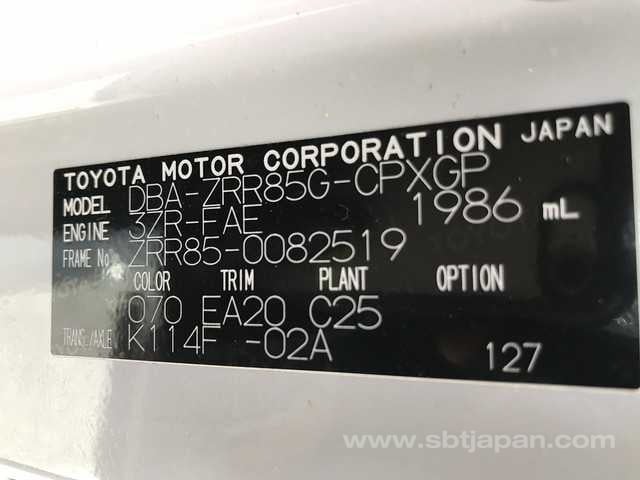 TOYOTA MOTOR CORPORATION JAPAN
MODEL DBA-ZRR85G-CPXGP
ENGINE 3ZR-FAE 1986 mL
FRAME No. ZRR85-0082519
COLOR TRIM PLANT OPTION
070 EA20 C25
TRANS./AXLE K114F -02A
127
www.sbtjapan.com